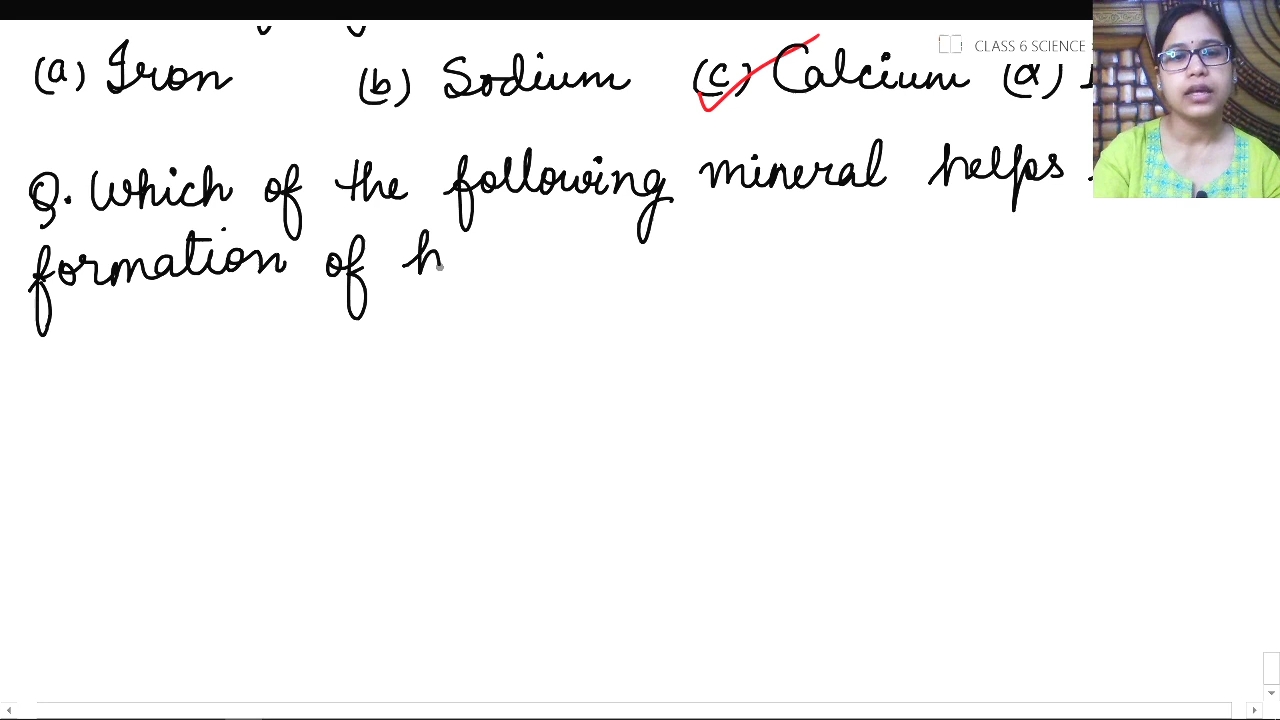 CLASS 6 SCIENCE
(a) Iron (b) Sodium (c) Calcium (d)
Q. Which of the following mineral helps
formation of h